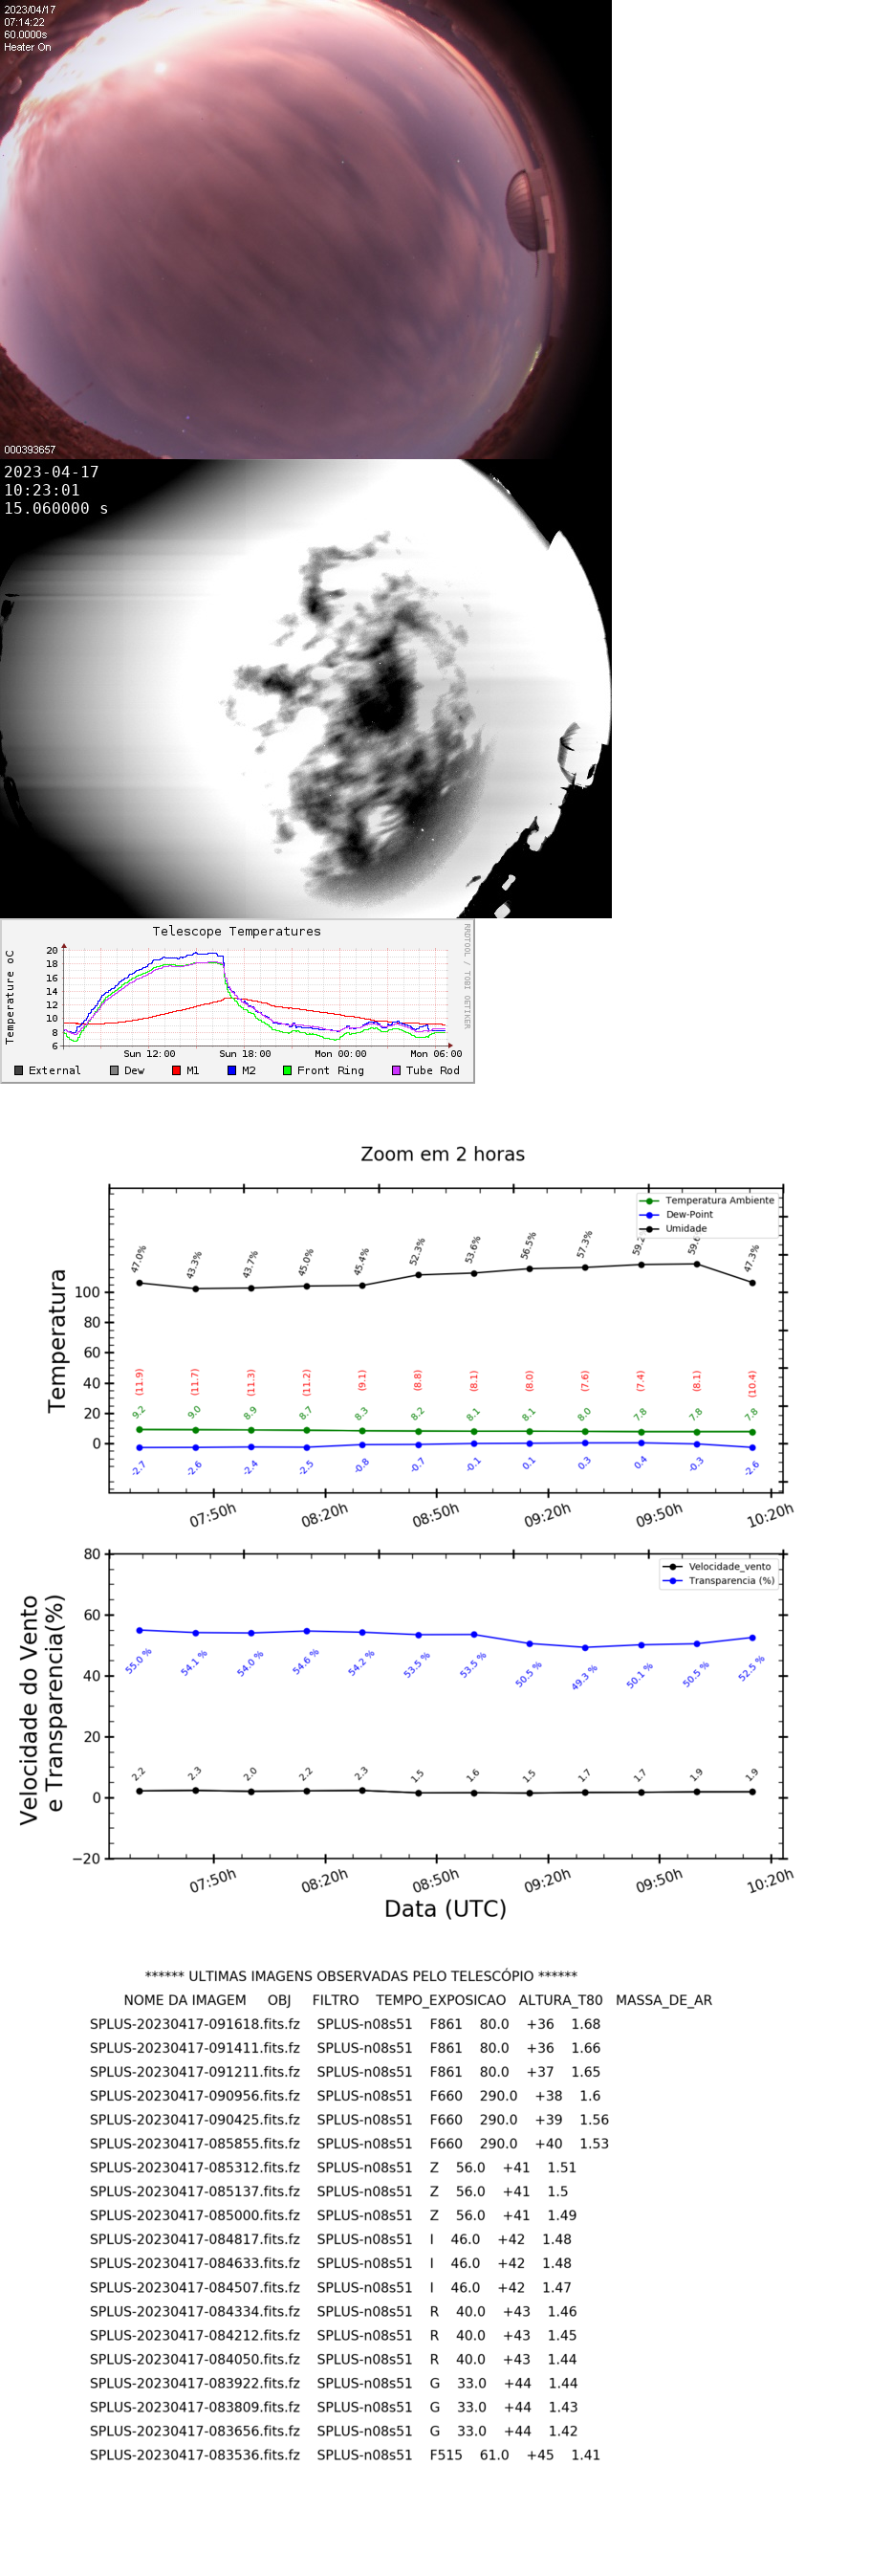 2023/04/17
07:14:22
60.0000s
Heater On
000393657
2023-04-17
10:23:01
15.060000 s
Telescope Temperatures
RRDTOOL / TOBI OETIKER
Temperature oC
20
18
16
14
12
10
8
6
Sun 12:00 Sun 18:00 Mon 00:00 Mon 06:00
External Dew M1 M2 Front Ring Tube Rod
Zoom em 2 horas
Temperatura Ambiente
Dew-Point
Umidade
47.0% 43.3% 43.7% 45.0% 45.4% 52.3% 53.6% 56.5% 57.3% 59. 59. 47.3%
Temperatura
100
80
60
40
20
0
(11.9) (11.7) (11.3) (11.2) (9.1) (8.8) (8.1) (8.0) (7.6) (7.4) (8.1) (10.4)
9.2 9.0 8.9 8.7 8.3 8.2 8.1 8.1 8.0 7.8 7.8 7.8
-2.7 -2.6 -2.4 -2.5 -0.8 -0.7 -0.1 0.1 0.3 0.4 -0.3 -2.6
07:50h 08:20h 08:50h 09:20h 09:50h 10:20h
Velocidade do Vento
e Transparencia(%)
80
60
40
20
0
−20
Velocidade_vento
Transparencia (%)
55.0 % 54.1 % 54.0 % 54.6 % 54.2 % 53.5 % 53.5 % 50.5 % 49.3 % 50.1 % 50.5 % 52.5 %
2.2 2.3 2.0 2.2 2.3 1.5 1.6 1.5 1.7 1.7 1.9 1.9
07:50h 08:20h 08:50h 09:20h 09:50h 10:20h
Data (UTC)
****** ULTIMAS IMAGENS OBSERVADAS PELO TELESCÓPIO ******
NOME DA IMAGEM OBJ FILTRO TEMPO_EXPOSICAO ALTURA_T80 MASSA_DE_AR
SPLUS-20230417-091618.fits.fz SPLUS-n08s51 F861 80.0 +36 1.68
SPLUS-20230417-091411.fits.fz SPLUS-n08s51 F861 80.0 +36 1.66
SPLUS-20230417-091211.fits.fz SPLUS-n08s51 F861 80.0 +37 1.65
SPLUS-20230417-090956.fits.fz SPLUS-n08s51 F660 290.0 +38 1.6
SPLUS-20230417-090425.fits.fz SPLUS-n08s51 F660 290.0 +39 1.56
SPLUS-20230417-085855.fits.fz SPLUS-n08s51 F660 290.0 +40 1.53
SPLUS-20230417-085312.fits.fz SPLUS-n08s51 Z 56.0 +41 1.51
SPLUS-20230417-085137.fits.fz SPLUS-n08s51 Z 56.0 +41 1.5
SPLUS-20230417-085000.fits.fz SPLUS-n08s51 Z 56.0 +41 1.49
SPLUS-20230417-084817.fits.fz SPLUS-n08s51 I 46.0 +42 1.48
SPLUS-20230417-084633.fits.fz SPLUS-n08s51 I 46.0 +42 1.48
SPLUS-20230417-084507.fits.fz SPLUS-n08s51 I 46.0 +42 1.47
SPLUS-20230417-084334.fits.fz SPLUS-n08s51 R 40.0 +43 1.46
SPLUS-20230417-084212.fits.fz SPLUS-n08s51 R 40.0 +43 1.45
SPLUS-20230417-084050.fits.fz SPLUS-n08s51 R 40.0 +43 1.44
SPLUS-20230417-083922.fits.fz SPLUS-n08s51 G 33.0 +44 1.44
SPLUS-20230417-083809.fits.fz SPLUS-n08s51 G 33.0 +44 1.43
SPLUS-20230417-083656.fits.fz SPLUS-n08s51 G 33.0 +44 1.42
SPLUS-20230417-083536.fits.fz SPLUS-n08s51 F515 61.0 +45 1.41